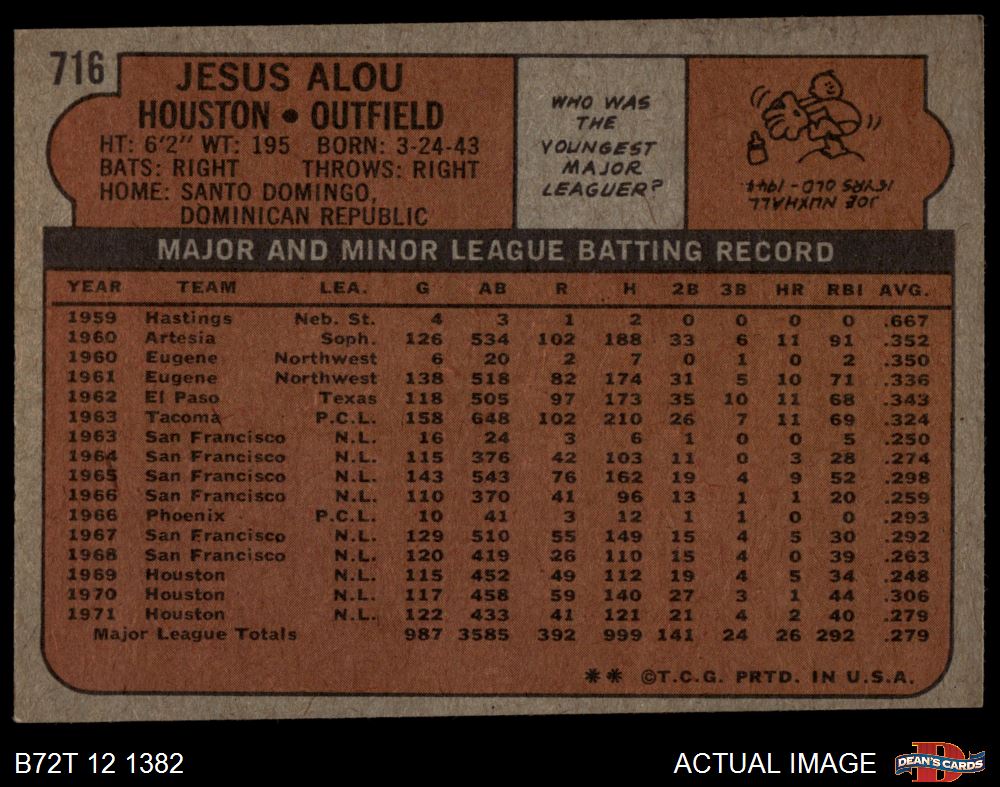 716
JESUS ALOU
HOUSTON • OUTFIELD
HT: 6'2" WT: 195 BORN: 3-24-43
BATS: RIGHT THROWS: RIGHT
HOME: SANTO DOMINGO,
DOMINICAN REPUBLIC
WHO WAS
THE
YOUNGEST
MAJOR
LEAGUER?
JOE NUXHALL
15 YRS OLD - 1944.
MAJOR AND MINOR LEAGUE BATTING RECORD
YEAR TEAM LEA. G AB R H 2B 3B HR RBI AVG.
1959 Hastings Neb. St. 4 3 1 2 0 0 0 0 .667
1960 Artesia Soph. 126 534 102 188 33 6 11 91 .352
1960 Eugene Northwest 6 20 2 7 0 1 0 2 .350
1961 Eugene Northwest 138 518 82 174 31 5 10 71 .336
1962 El Paso Texas 118 505 97 173 35 10 11 68 .343
1963 Tacoma P.C.L. 158 648 102 210 26 7 11 69 .324
1963 San Francisco N.L. 16 24 3 6 1 0 0 5 .250
1964 San Francisco N.L. 115 376 42 103 11 0 3 28 .274
1965 San Francisco N.L. 143 543 76 162 19 4 9 52 .298
1966 San Francisco N.L. 110 370 41 96 13 1 1 20 .259
1966 Phoenix P.C.L. 10 41 3 12 1 1 0 0 .293
1967 San Francisco N.L. 129 510 55 149 15 4 5 30 .292
1968 San Francisco N.L. 120 419 26 110 15 4 0 39 .263
1969 Houston N.L. 115 452 49 112 19 4 5 34 .248
1970 Houston N.L. 117 458 59 140 27 3 1 44 .306
1971 Houston N.L. 122 433 41 121 21 4 2 40 .279
Major League Totals 987 3585 392 999 141 24 26 292 .279
** ©T.C.G. PRTD. IN U.S.A.
B72T 12 1382
ACTUAL IMAGE
DEAN'S CARDS